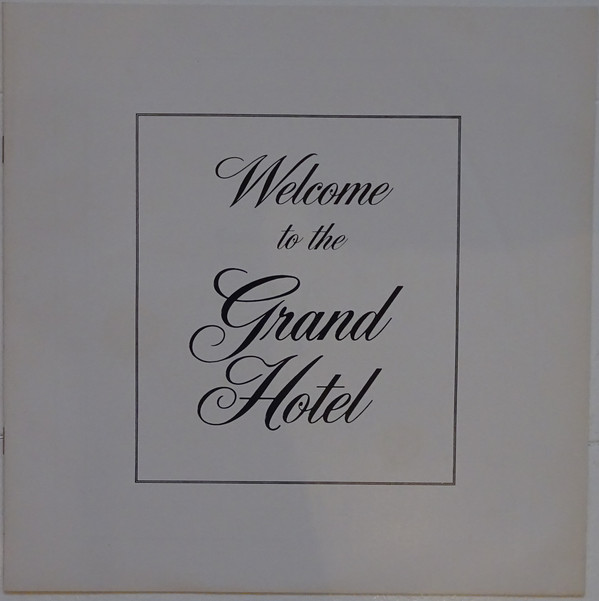 Welcome
to the
Grand
Hotel